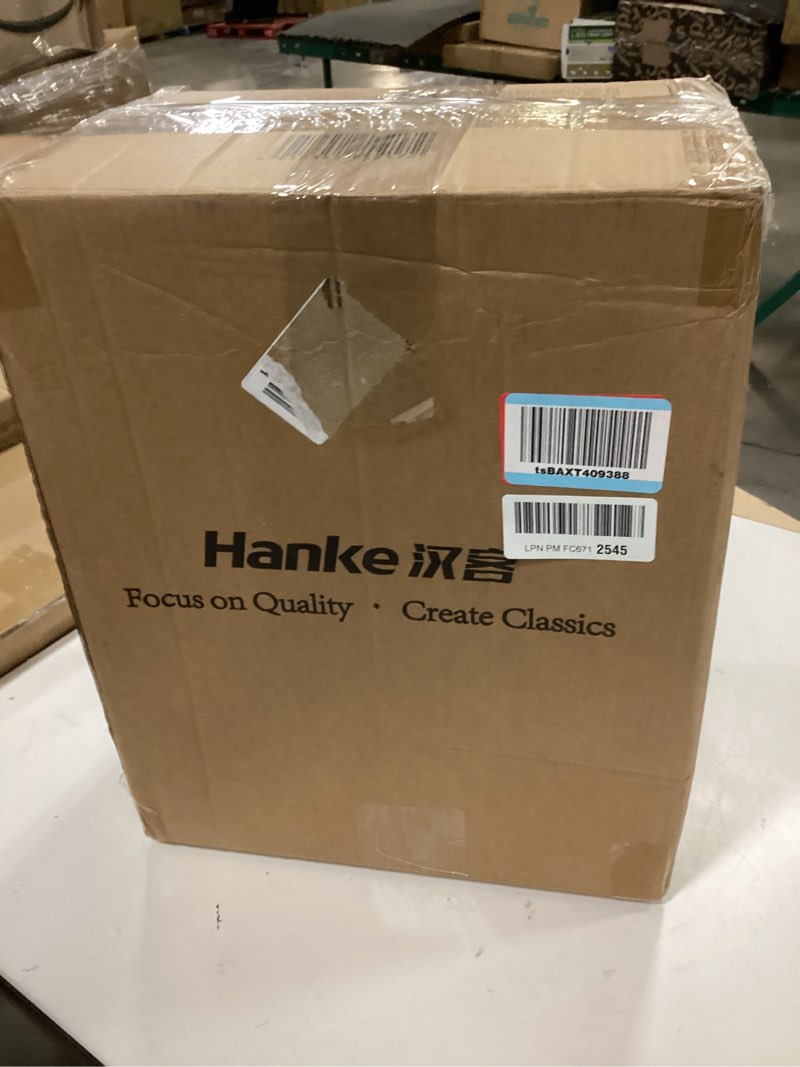 tsBAXT409388
LPN PM FC671 2545
Hanke 汉客
Focus on Quality · Create Classics